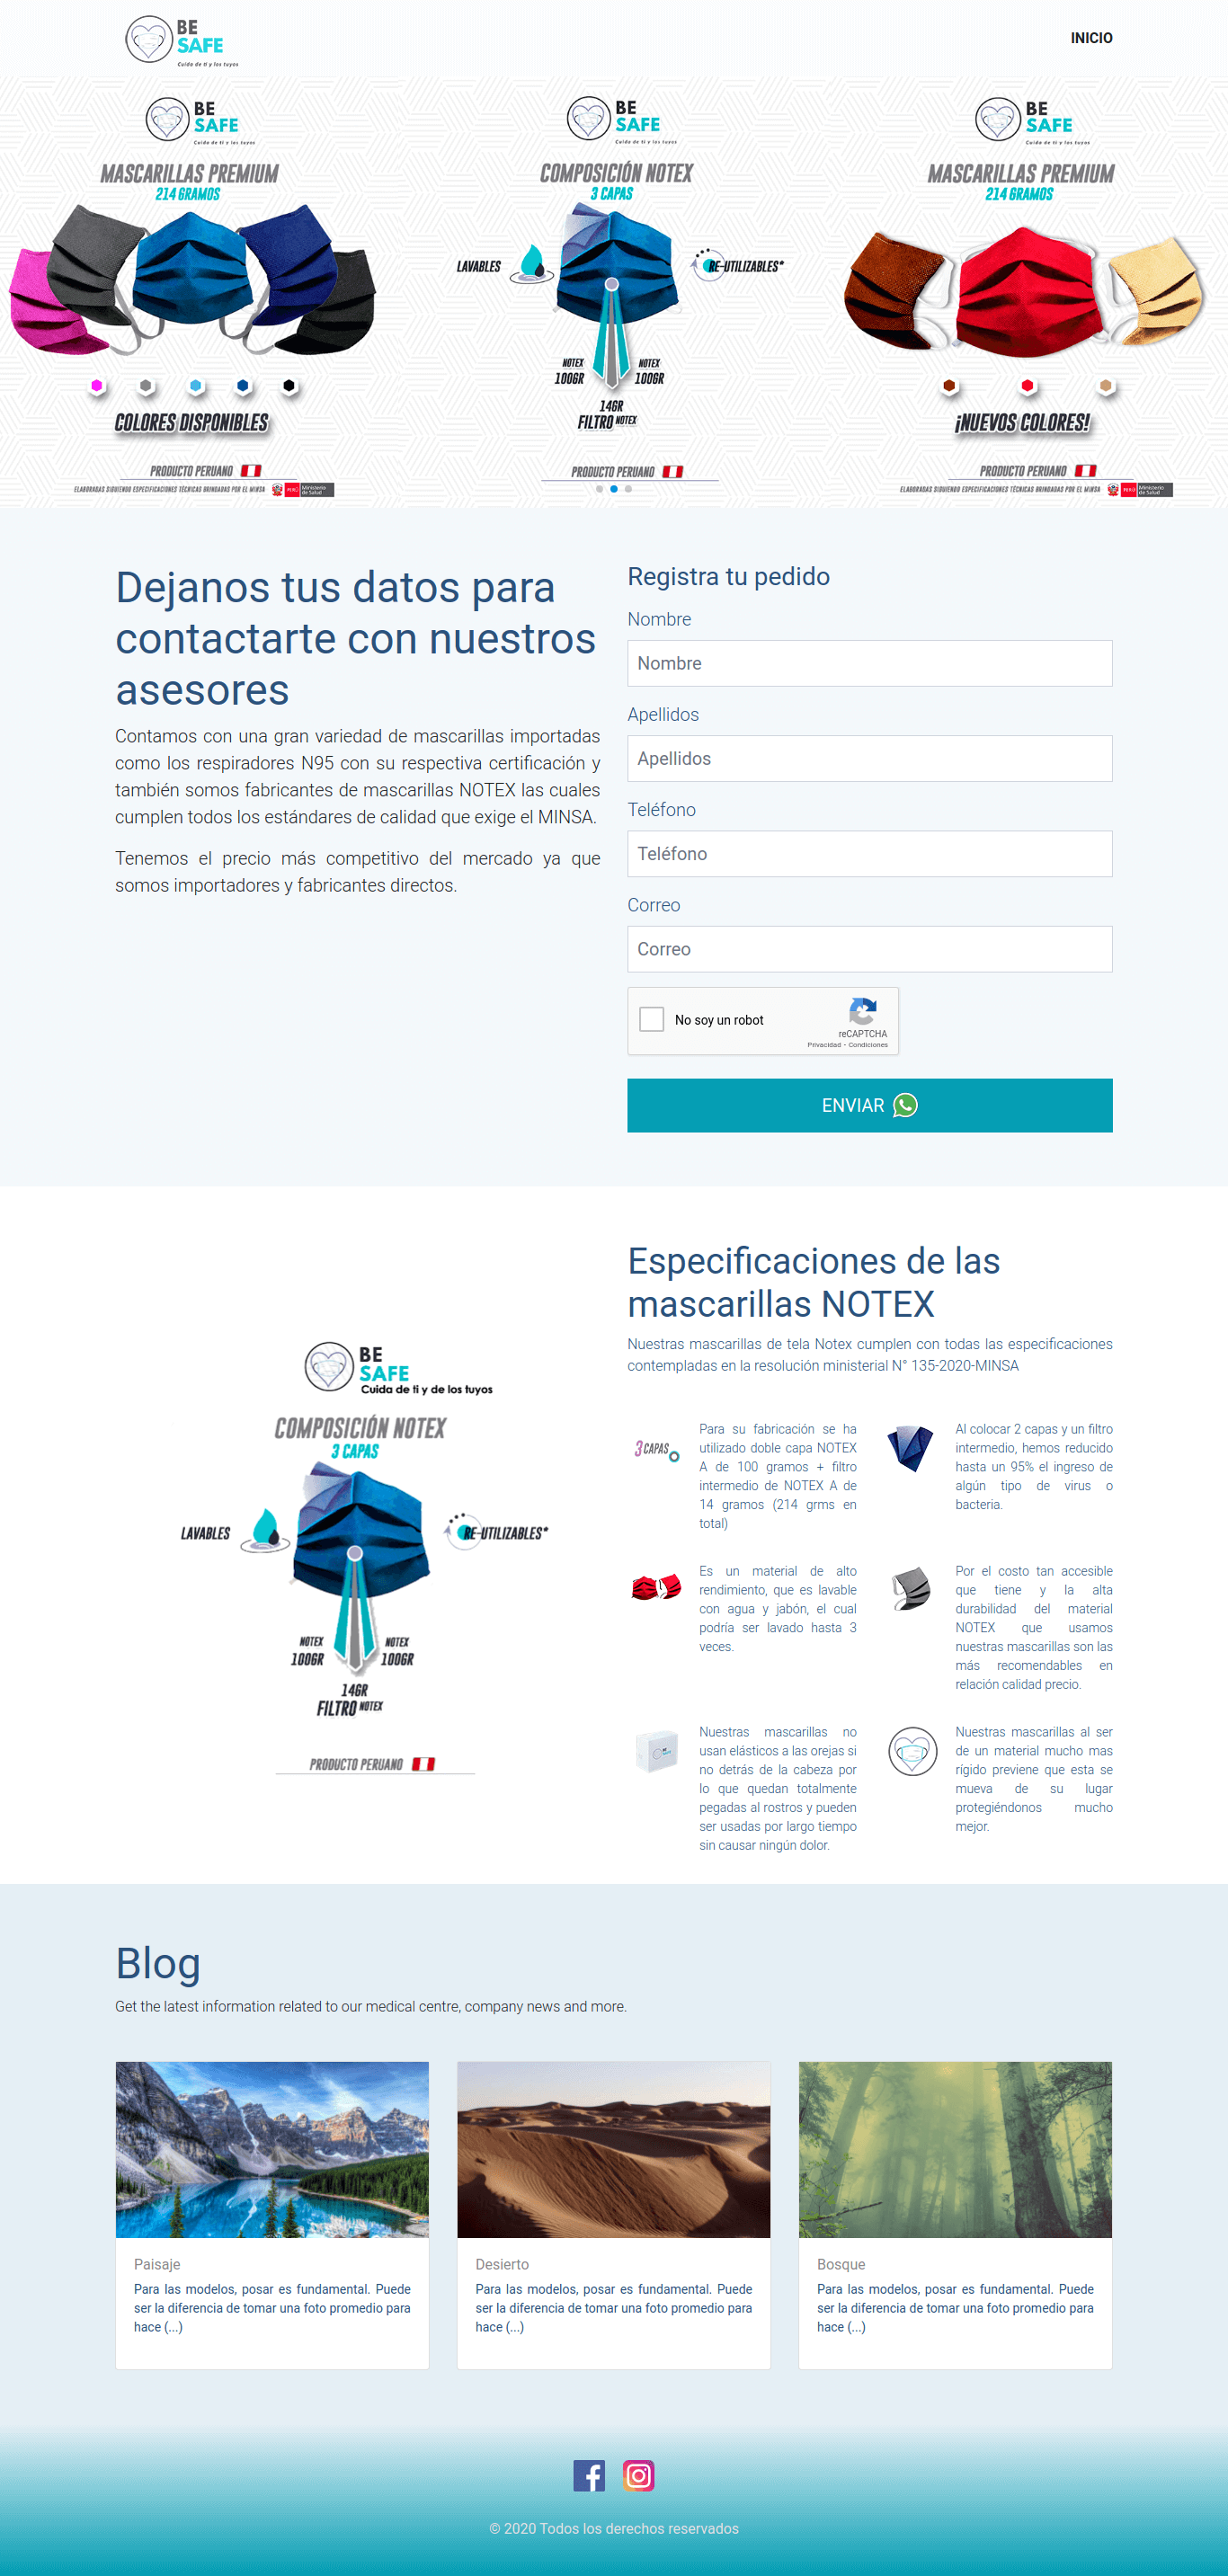 BE
SAFE
Cuida de ti y los tuyos
INICIO
BE
SAFE
Cuida de ti y los tuyos
MASCARILLAS PREMIUM
214 GRAMOS
COLORES DISPONIBLES
PRODUCTO PERUANO
ELABORADAS SIGUIENDO ESPECIFICACIONES TÉCNICAS BRINDADAS POR EL MINSA
PERÚ
Ministerio
de Salud
BE
SAFE
Cuida de ti y los tuyos
COMPOSICIÓN NOTEX
3 CAPAS
LAVABLES
RE-UTILIZABLES*
NOTEX
100GR
NOTEX
100GR
14GR
FILTRO NOTEX
PRODUCTO PERUANO
BE
SAFE
Cuida de ti y los tuyos
MASCARILLAS PREMIUM
214 GRAMOS
¡NUEVOS COLORES!
PRODUCTO PERUANO
ELABORADAS SIGUIENDO ESPECIFICACIONES TÉCNICAS BRINDADAS POR EL MINSA
PERÚ
Ministerio
de Salud
Dejanos tus datos para
contactarte con nuestros
asesores
Contamos con una gran variedad de mascarillas importadas
como los respiradores N95 con su respectiva certificación y
también somos fabricantes de mascarillas NOTEX las cuales
cumplen todos los estándares de calidad que exige el MINSA.
Tenemos el precio más competitivo del mercado ya que
somos importadores y fabricantes directos.
Registra tu pedido
Nombre
Nombre
Apellidos
Apellidos
Teléfono
Teléfono
Correo
Correo
No soy un robot
reCAPTCHA
Privacidad - Condiciones
ENVIAR
BE
SAFE
Cuida de ti y de los tuyos
COMPOSICIÓN NOTEX
3 CAPAS
LAVABLES
RE-UTILIZABLES*
NOTEX
100GR
NOTEX
100GR
14GR
FILTRO NOTEX
PRODUCTO PERUANO
Especificaciones de las
mascarillas NOTEX
Nuestras mascarillas de tela Notex cumplen con todas las especificaciones
contempladas en la resolución ministerial N° 135-2020-MINSA
3 CAPAS
Para su fabricación se ha
utilizado doble capa NOTEX
A de 100 gramos + filtro
intermedio de NOTEX A de
14 gramos (214 grms en
total)
Al colocar 2 capas y un filtro
intermedio, hemos reducido
hasta un 95% el ingreso de
algún tipo de virus o
bacteria.
Es un material de alto
rendimiento, que es lavable
con agua y jabón, el cual
podría ser lavado hasta 3
veces.
Por el costo tan accesible
que tiene y la alta
durabilidad del material
NOTEX que usamos
nuestras mascarillas son las
más recomendables en
relación calidad precio.
Nuestras mascarillas no
usan elásticos a las orejas si
no detrás de la cabeza por
lo que quedan totalmente
pegadas al rostros y pueden
ser usadas por largo tiempo
sin causar ningún dolor.
Nuestras mascarillas al ser
de un material mucho mas
rígido previene que esta se
mueva de su lugar
protegiéndonos mucho
mejor.
Blog
Get the latest information related to our medical centre, company news and more.
Paisaje
Para las modelos, posar es fundamental. Puede
ser la diferencia de tomar una foto promedio para
hace (...)
Desierto
Para las modelos, posar es fundamental. Puede
ser la diferencia de tomar una foto promedio para
hace (...)
Bosque
Para las modelos, posar es fundamental. Puede
ser la diferencia de tomar una foto promedio para
hace (...)
© 2020 Todos los derechos reservados